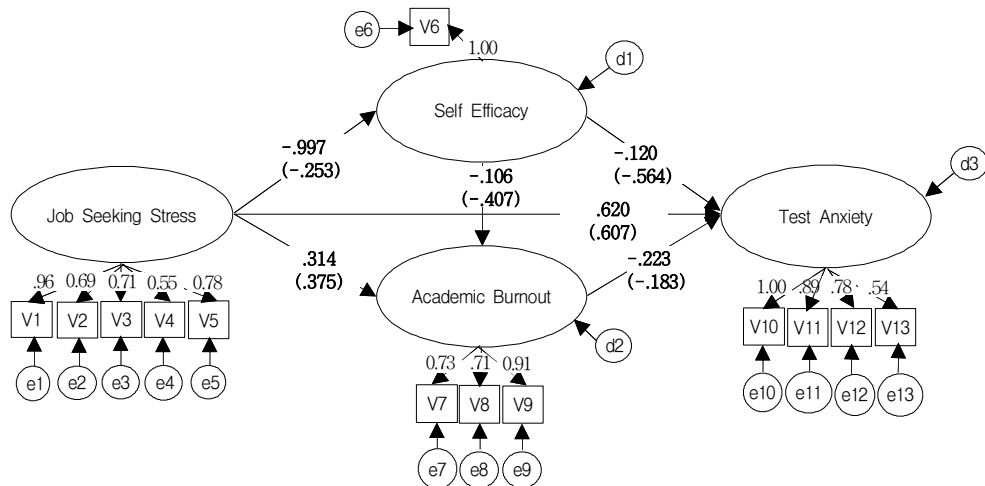 e6 V6
1.00
d1
Self Efficacy
-.997
(-.253)
-.120
(-.564)
-.106
(-.407)
d3
Job Seeking Stress
Test Anxiety
.620
(.607)
.314
(.375)
-.223
(-.183)
.96 0.69 0.71 0.55 0.78
Academic Burnout
1.00 .89 .78 .54
V1 V2 V3 V4 V5
V10 V11 V12 V13
d2
0.73 .71 0.91
e1 e2 e3 e4 e5
e10 e11 e12 e13
V7 V8 V9
e7 e8 e9